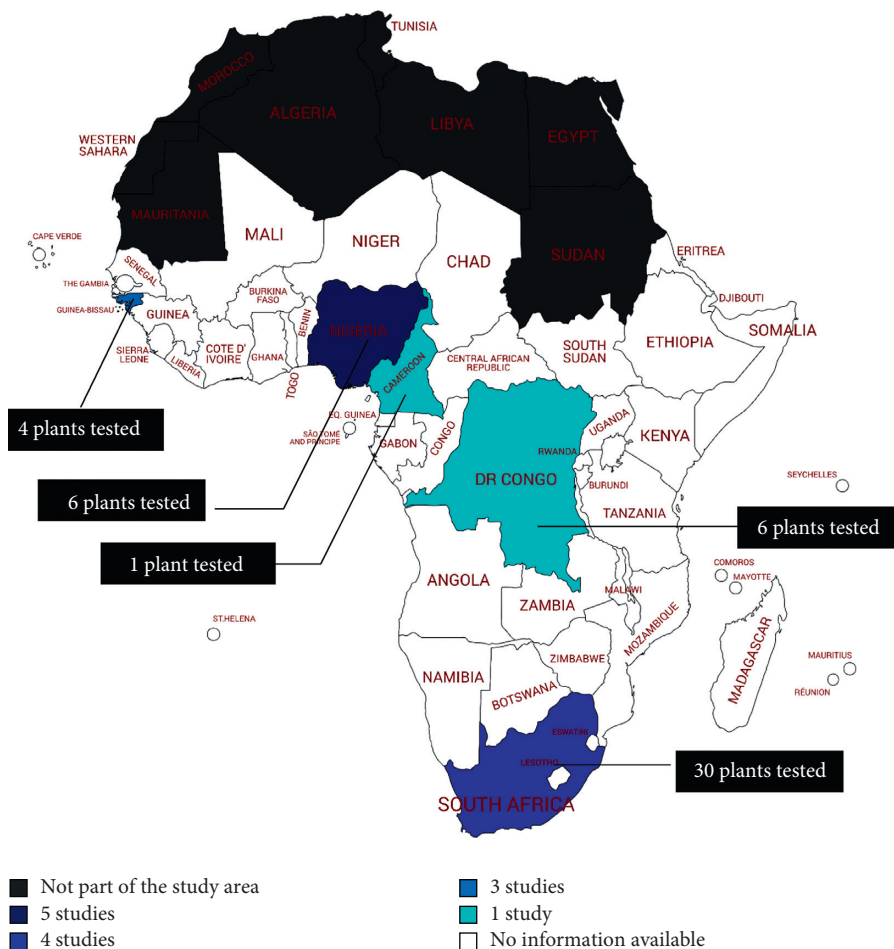 TUNISIA
MOROCCO
ALGERIA
LIBYA
EGYPT
WESTERN
SAHARA
MAURITANIA
MALI
NIGER
CHAD
SUDAN
ERITREA
CAPE VERDE
SENEGAL
THE GAMBIA
GUINEA-BISSAU
GUINEA
BURKINA
FASO
BENIN
NIGERIA
DJIBOUTI
SOMALIA
ETHIOPIA
SOUTH
SUDAN
CENTRAL AFRICAN
REPUBLIC
CAMEROON
SIERRA
LEONE
LIBERIA
COTE D'
IVOIRE
GHANA
TOGO
EQ. GUINEA
SÃO TOMÉ
AND PRINCIPE
GABON
CONGO
DR CONGO
UGANDA
KENYA
RWANDA
BURUNDI
TANZANIA
SEYCHELLES
4 plants tested
6 plants tested
1 plant tested
6 plants tested
ANGOLA
ZAMBIA
MALAWI
MOZAMBIQUE
COMOROS
MAYOTTE
MADAGASCAR
MAURITIUS
RÉUNION
ST.HELENA
NAMIBIA
BOTSWANA
ZIMBABWE
ESWATINI
LESOTHO
SOUTH AFRICA
30 plants tested
Not part of the study area
5 studies
4 studies
3 studies
1 study
No information available